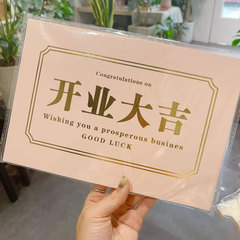 Congratulations on
开业大吉
Wishing you a prosperous busines
GOOD LUCK